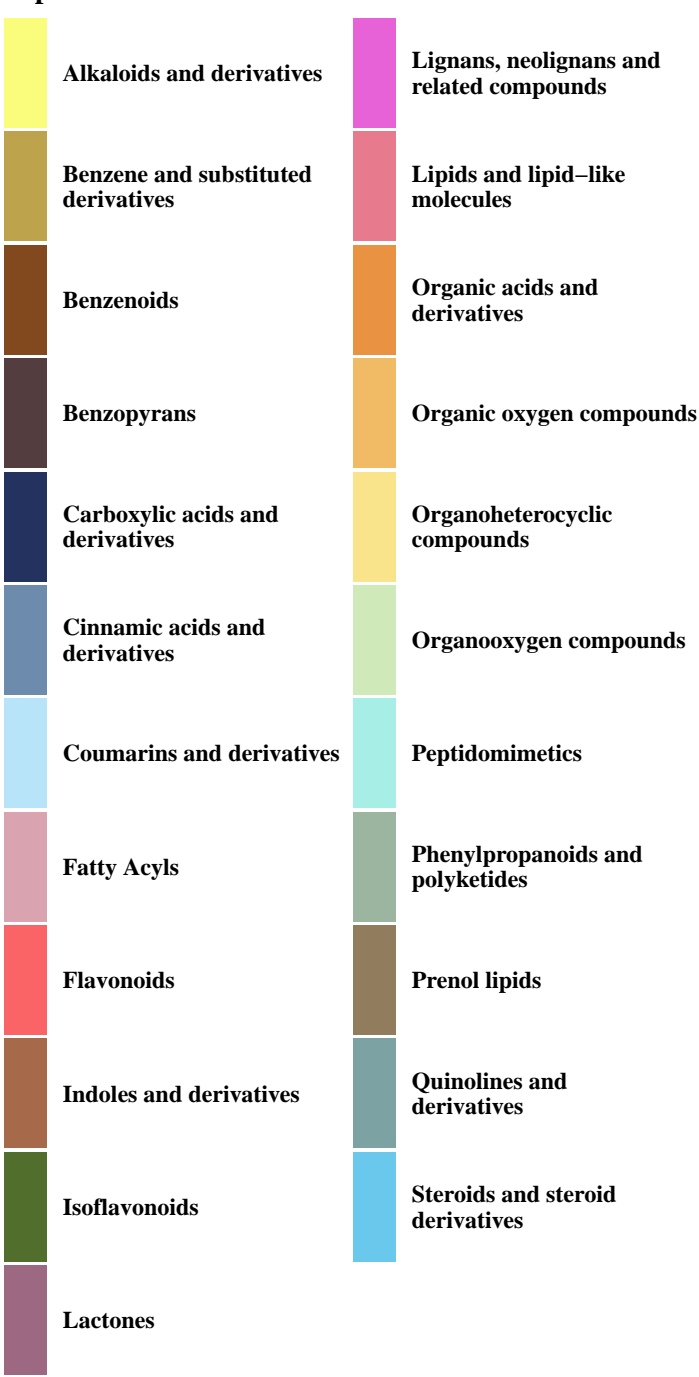 Alkaloids and derivatives
Benzene and substituted
derivatives
Benzenoids
Benzopyrans
Carboxylic acids and
derivatives
Cinnamic acids and
derivatives
Coumarins and derivatives
Fatty Acyls
Flavonoids
Indoles and derivatives
Isoflavonoids
Lactones
Lignans, neolignans and
related compounds
Lipids and lipid−like
molecules
Organic acids and
derivatives
Organic oxygen compounds
Organoheterocyclic
compounds
Organooxygen compounds
Peptidomimetics
Phenylpropanoids and
polyketides
Prenol lipids
Quinolines and
derivatives
Steroids and steroid
derivatives